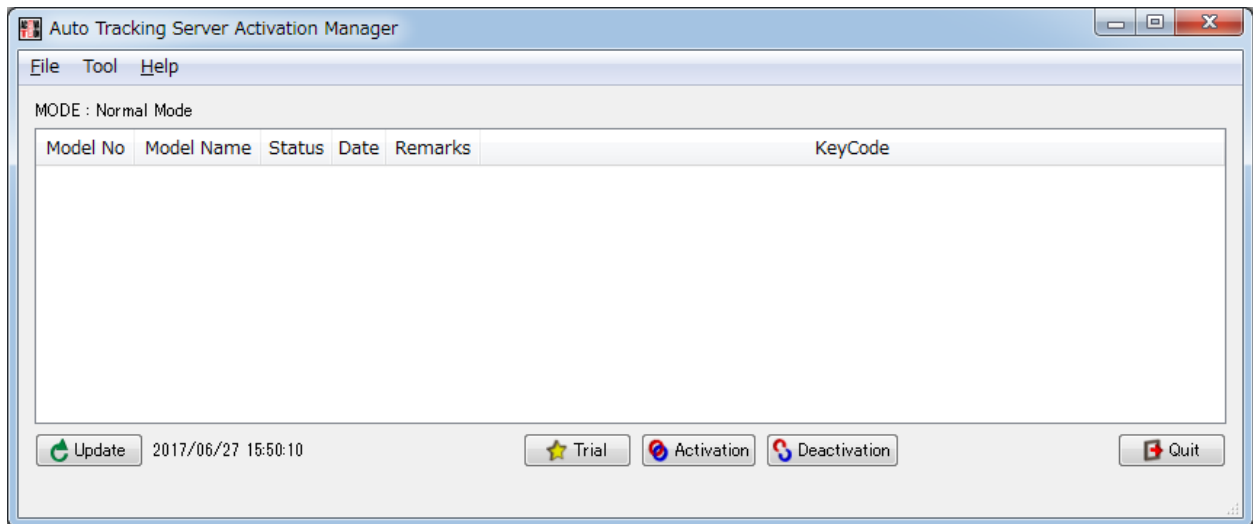 Auto Tracking Server Activation Manager
File Tool Help
MODE : Normal Mode
Model No Model Name Status Date Remarks KeyCode
Update 2017/06/27 15:50:10 Trial Activation Deactivation Quit